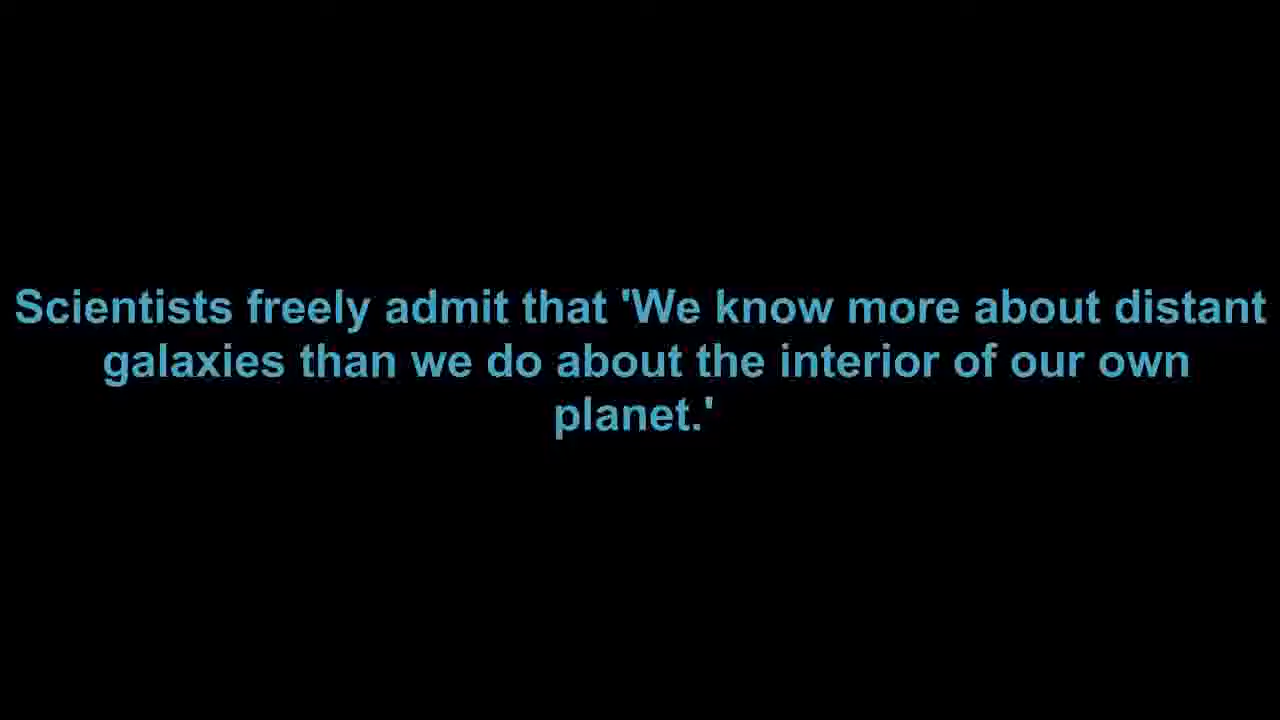 Scientists freely admit that 'We know more about distant
galaxies than we do about the interior of our own
planet.'